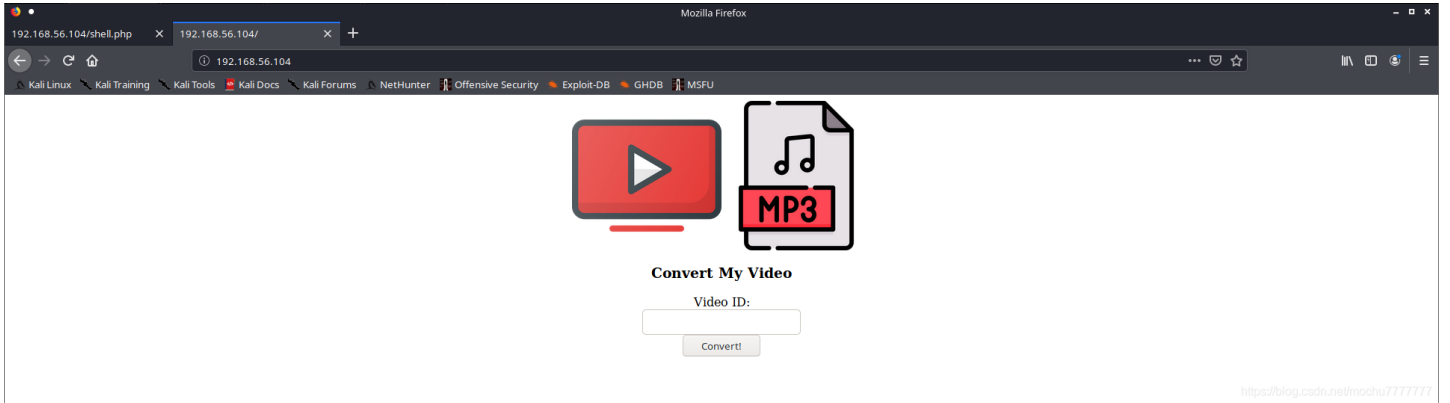 Mozilla Firefox
192.168.56.104/shell.php
192.168.56.104/
192.168.56.104
Kali Linux Kali Training Kali Tools Kali Docs Kali Forums NetHunter Offensive Security Exploit-DB GHDB MSFU
MP3
Convert My Video
Video ID:
Convert!
https://blog.csdn.net/mochu7777777